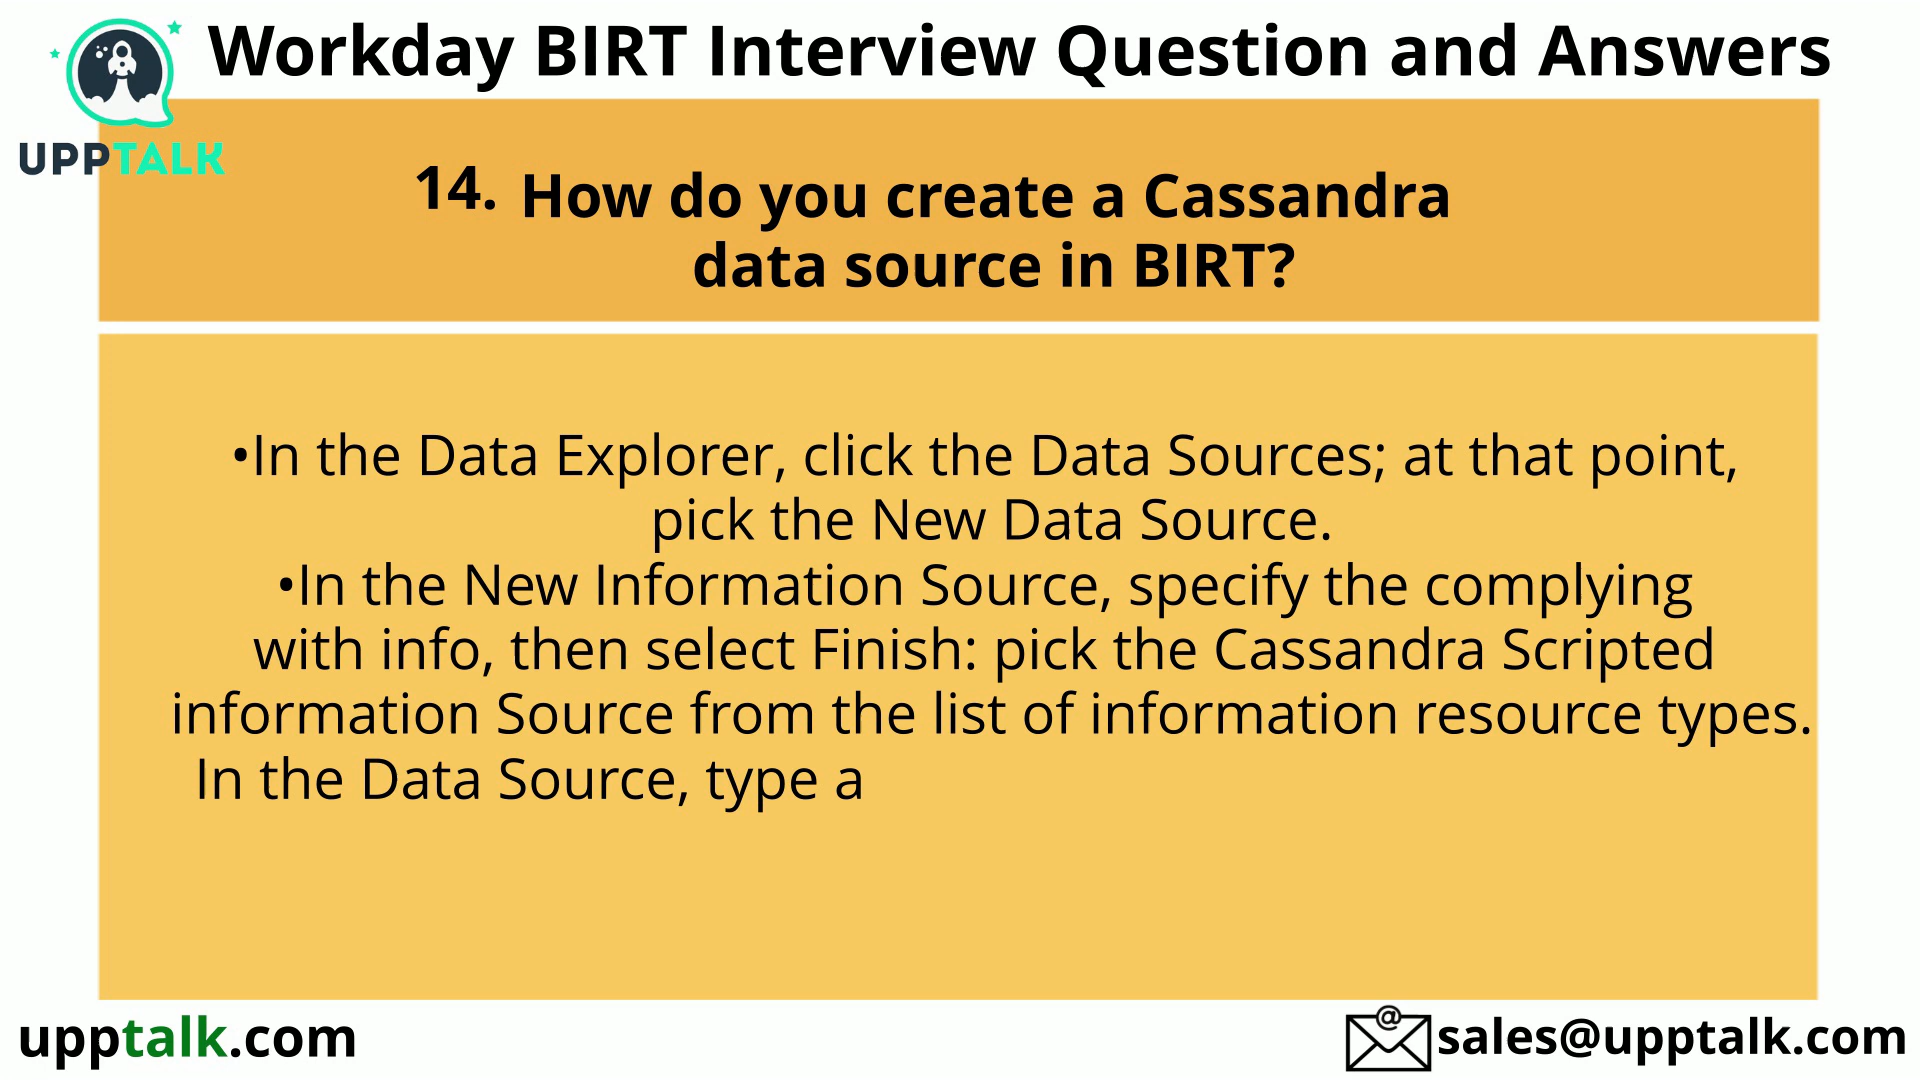 Workday BIRT Interview Question and Answers
UPPTALK
14. How do you create a Cassandra
data source in BIRT?
•In the Data Explorer, click the Data Sources; at that point,
pick the New Data Source.
•In the New Information Source, specify the complying
with info, then select Finish: pick the Cassandra Scripted
information Source from the list of information resource types.
In the Data Source, type a
upptalk.com
@
sales@upptalk.com